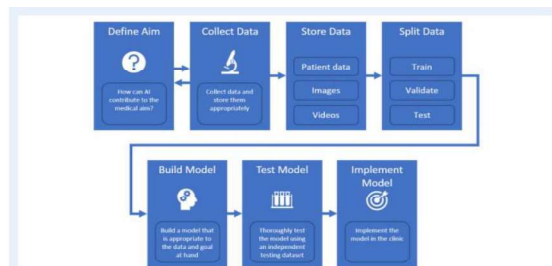 Define Aim
How can AI
contribute to the
medical aim?
Collect Data
Collect data and
store them
appropriately
Store Data
Patient data
Images
Videos
Split Data
Train
Validate
Test
Build Model
Build a model that
is appropriate to
the data and goal
at hand
Test Model
Thoroughly test
the model using
an independent
testing dataset
Implement
Model
Implement the
model in the clinic